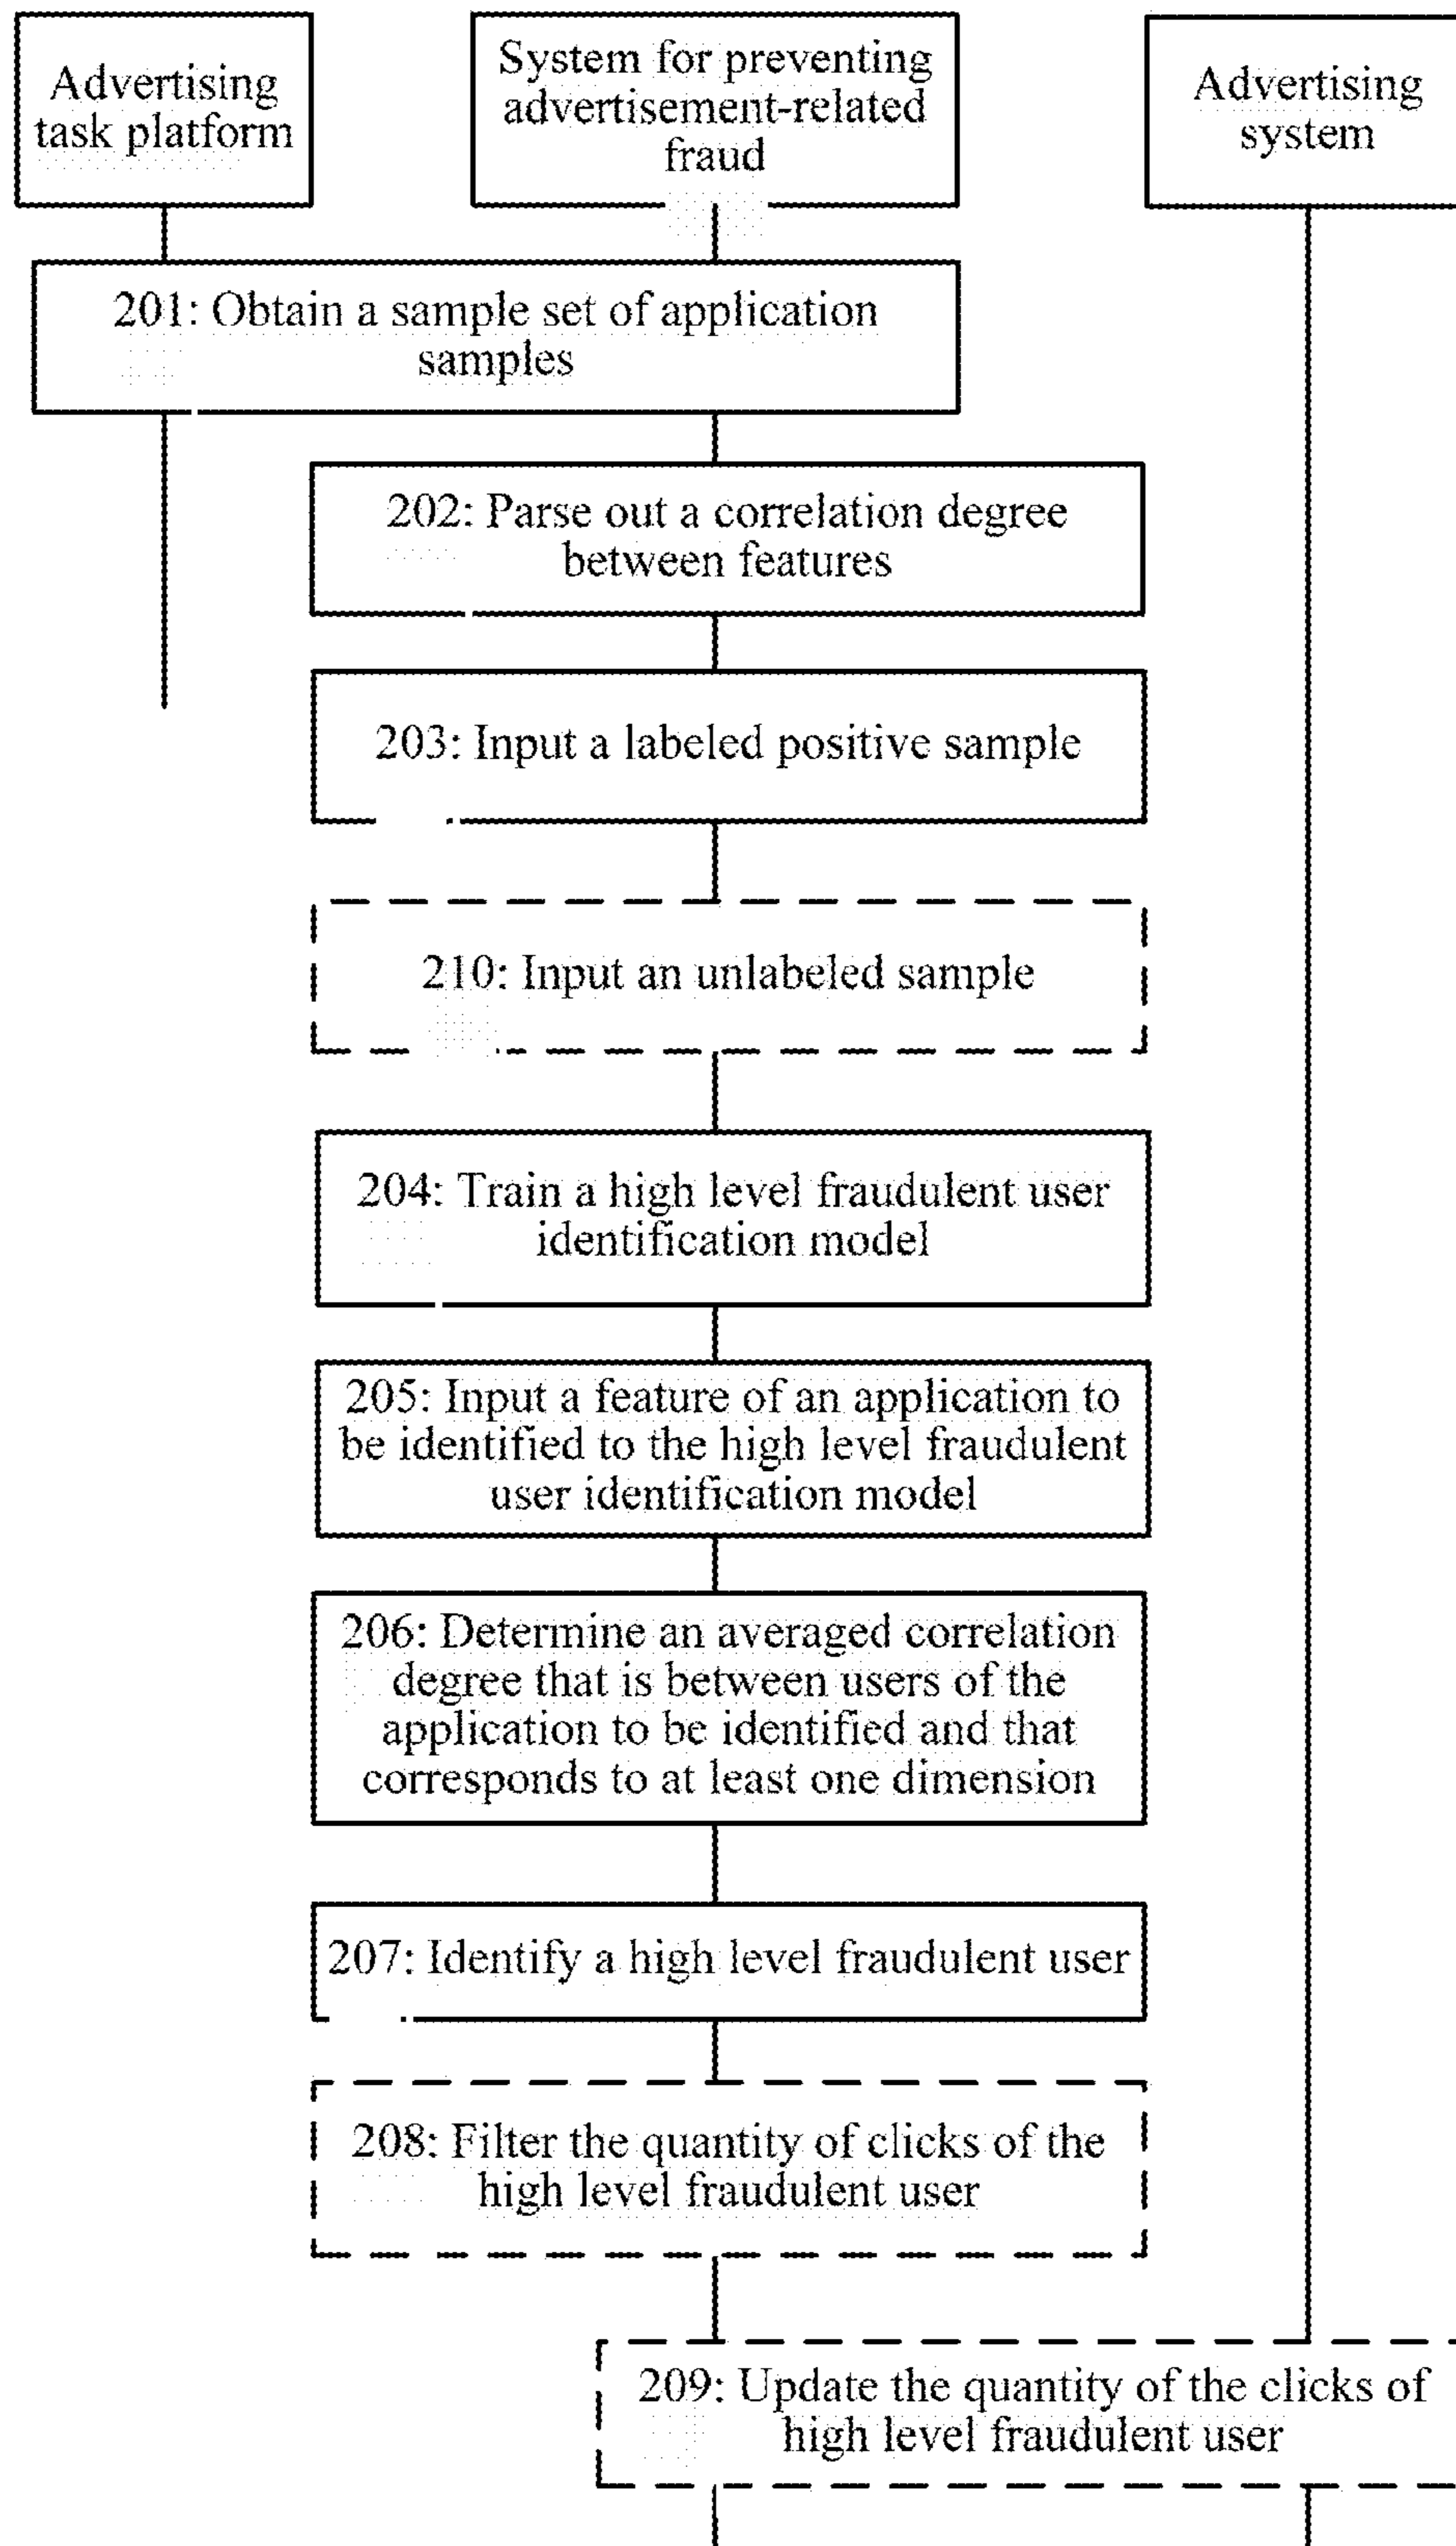 Advertising
task platform
System for preventing
advertisement-related
fraud
Advertising
system
201: Obtain a sample set of application
samples
202: Parse out a correlation degree
between features
203: Input a labeled positive sample
210: Input an unlabeled sample
204: Train a high level fraudulent user
identification model
205: Input a feature of an application to
be identified to the high level fraudulent
user identification model
206: Determine an averaged correlation
degree that is between users of the
application to be identified and that
corresponds to at least one dimension
207: Identify a high level fraudulent user
208: Filter the quantity of clicks of the
high level fraudulent user
209: Update the quantity of the clicks of
high level fraudulent user